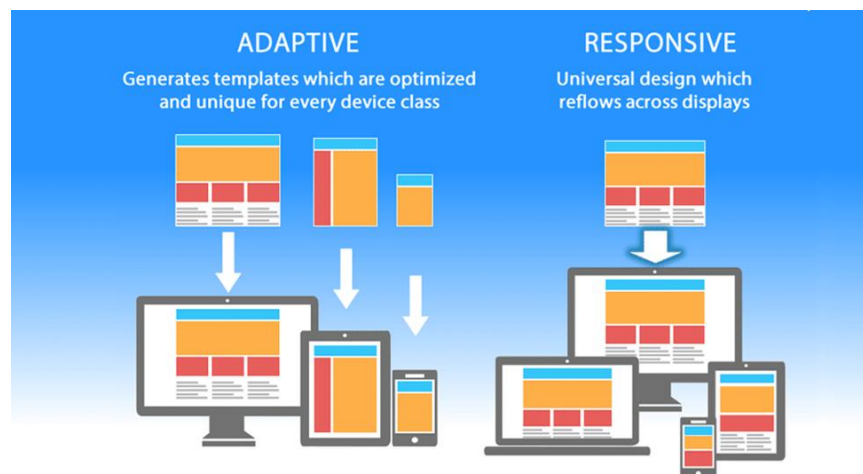 ADAPTIVE
Generates templates which are optimized
and unique for every device class
RESPONSIVE
Universal design which
reflows across displays